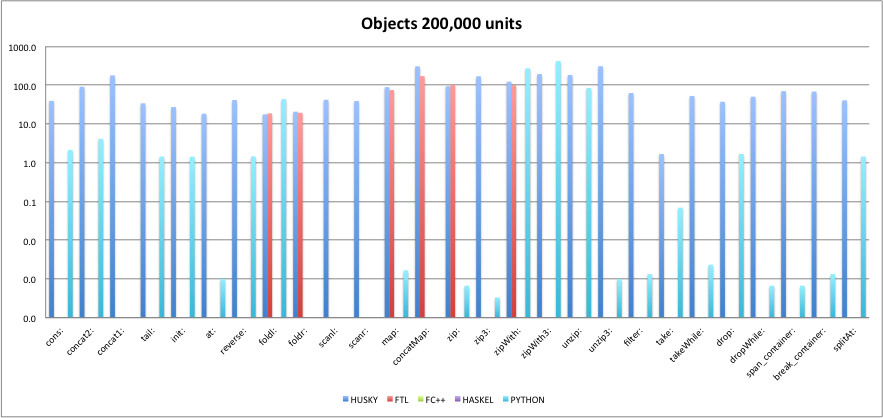 Objects 200,000 units
1000.0
100.0
10.0
1.0
0.1
0.0
0.0
0.0
cons:
concat2:
concat1:
tail:
init:
at:
reverse:
foldl:
foldr:
scanl:
scanr:
map:
concatMap:
zip:
zip3:
zipWith:
zipWith3:
unzip:
unzip3:
filter:
take:
takeWhile:
drop:
dropWhile:
span_container:
break_container:
splitAt:
HUSKY FTL FC++ HASKEL PYTHON